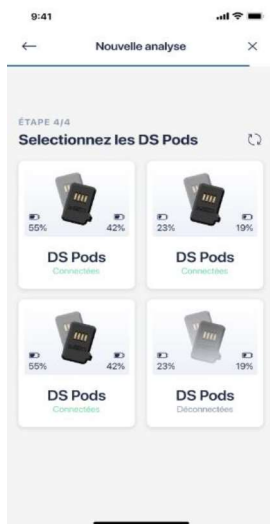 9:41
Nouvelle analyse
ÉTAPE 4/4
Selectionnez les DS Pods
55% 42%
DS Pods
Connectées
23% 19%
DS Pods
Connectées
55% 42%
DS Pods
Connectées
23% 19%
DS Pods
Déconnectées